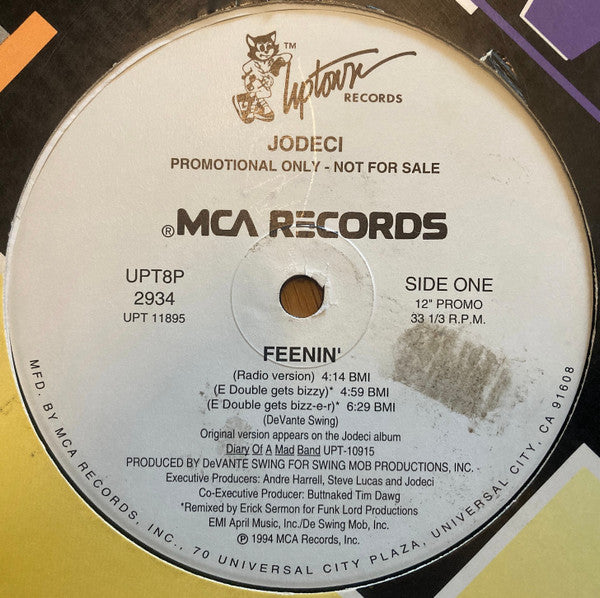 TM
Uptown
RECORDS
JODECI
PROMOTIONAL ONLY - NOT FOR SALE
®MCA RECORDS
UPT8P
2934
UPT 11895
SIDE ONE
12" PROMO
33 1/3 R.P.M.
FEENIN'
(Radio version) 4:14 BMI
(E Double gets bizzy)* 4:59 BMI
(E Double gets bizz-e-r)* 6:29 BMI
(DeVante Swing)
Original version appears on the Jodeci album
Diary Of A Mad Band UPT-10915
PRODUCED BY DeVANTE SWING FOR SWING MOB PRODUCTIONS, INC.
Executive Producers: Andre Harrell, Steve Lucas and Jodeci
Co-Executive Producer: Buttnaked Tim Dawg
*Remixed by Erick Sermon for Funk Lord Productions
EMI April Music, Inc./De Swing Mob, Inc.
℗ 1994 MCA Records, Inc.
MFD. BY MCA RECORDS, INC., 70 UNIVERSAL CITY PLAZA, UNIVERSAL CITY, CA 91608